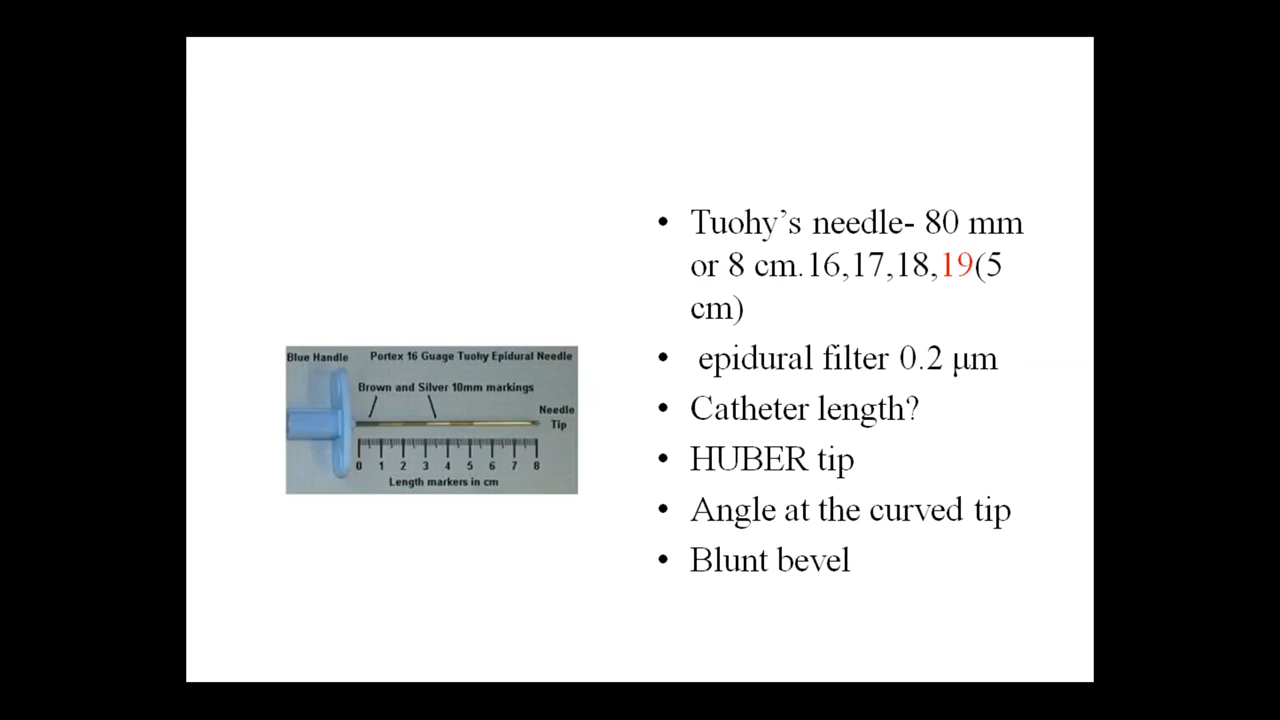 Blue Handle Portex 16 Guage Tuohy Epidural Needle
Brown and Silver 10mm markings
Needle
Tip
0 1 2 3 4 5 6 7 8
Length markers in cm
• Tuohy’s needle- 80 mm
or 8 cm.16,17,18,19(5
cm)
• epidural filter 0.2 μm
• Catheter length?
• HUBER tip
• Angle at the curved tip
• Blunt bevel